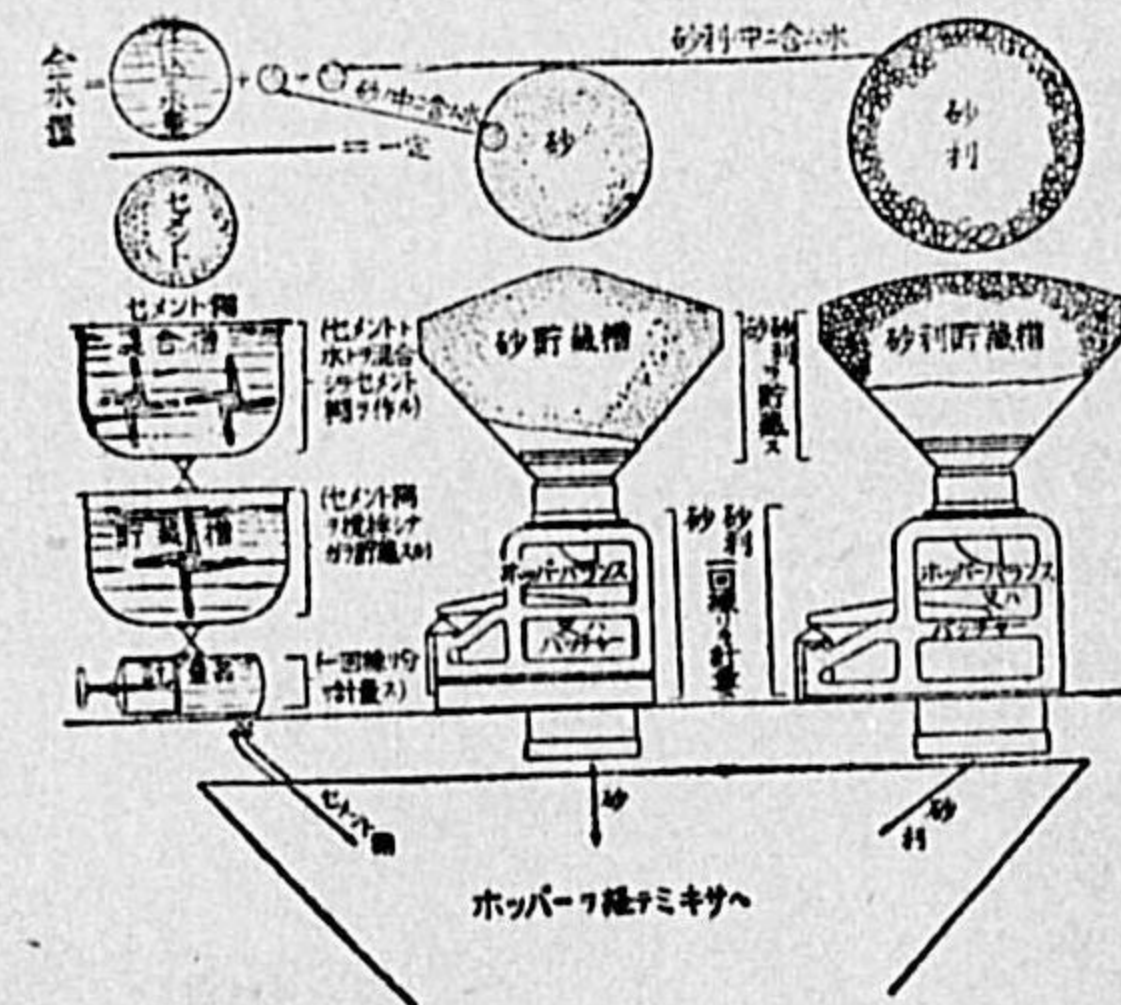 砂利ノ中ニ含ム水
全水量
=
水量
+
砂ノ中ニ含ム水
= 一定
砂
砂利
セメント
セメント糊
混合槽
(セメントト
水トヲ混合
シテセメント
糊ヲ作ル)
砂貯蔵槽
砂砂利ヲ貯蔵ス
砂利貯蔵槽
貯蔵槽
(セメント糊
ヲ攪拌シナ
ガラ貯蔵スル)
ホッパーバランス
又ハ
バッチャー
砂砂利一回練リヲ計量
ホッパーバランス
又ハ
バッチャー
計量器
(一回練リ分
ヲ計量ス)
セメント糊
砂
砂利
ホッパーヲ経テミキサヘ